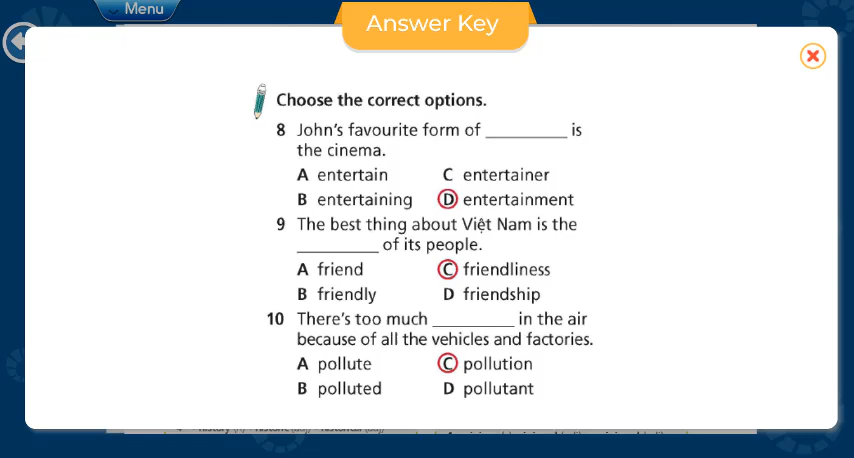 Menu
Answer Key
Choose the correct options.
8 John's favourite form of __________ is
the cinema.
A entertain C entertainer
B entertaining D entertainment
9 The best thing about Việt Nam is the
__________ of its people.
A friend C friendliness
B friendly D friendship
10 There's too much __________ in the air
because of all the vehicles and factories.
A pollute C pollution
B polluted D pollutant